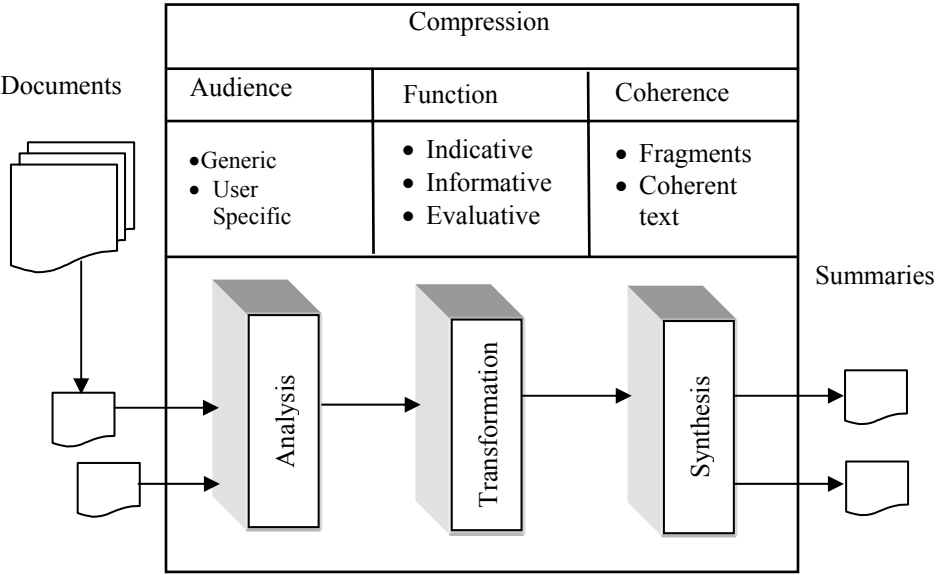 Compression
Documents
Audience
Function
Coherence
•Generic
• User
Specific
• Indicative
• Informative
• Evaluative
• Fragments
• Coherent
text
Summaries
Analysis
Transformation
Synthesis